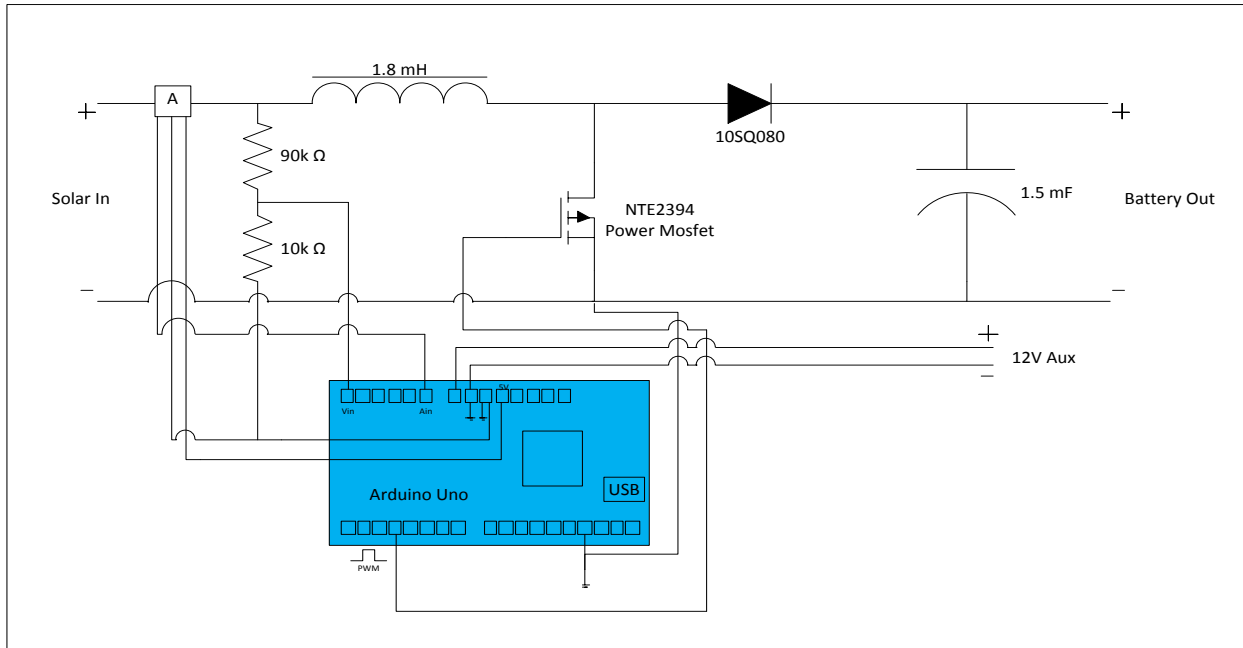 1.8 mH
+
A
+
10SQ080
90k Ω
1.5 mF
Solar In
NTE2394
Power Mosfet
Battery Out
10k Ω
−
−
+
12V Aux
−
5V
Vin
Ain
Arduino Uno
USB
PWM